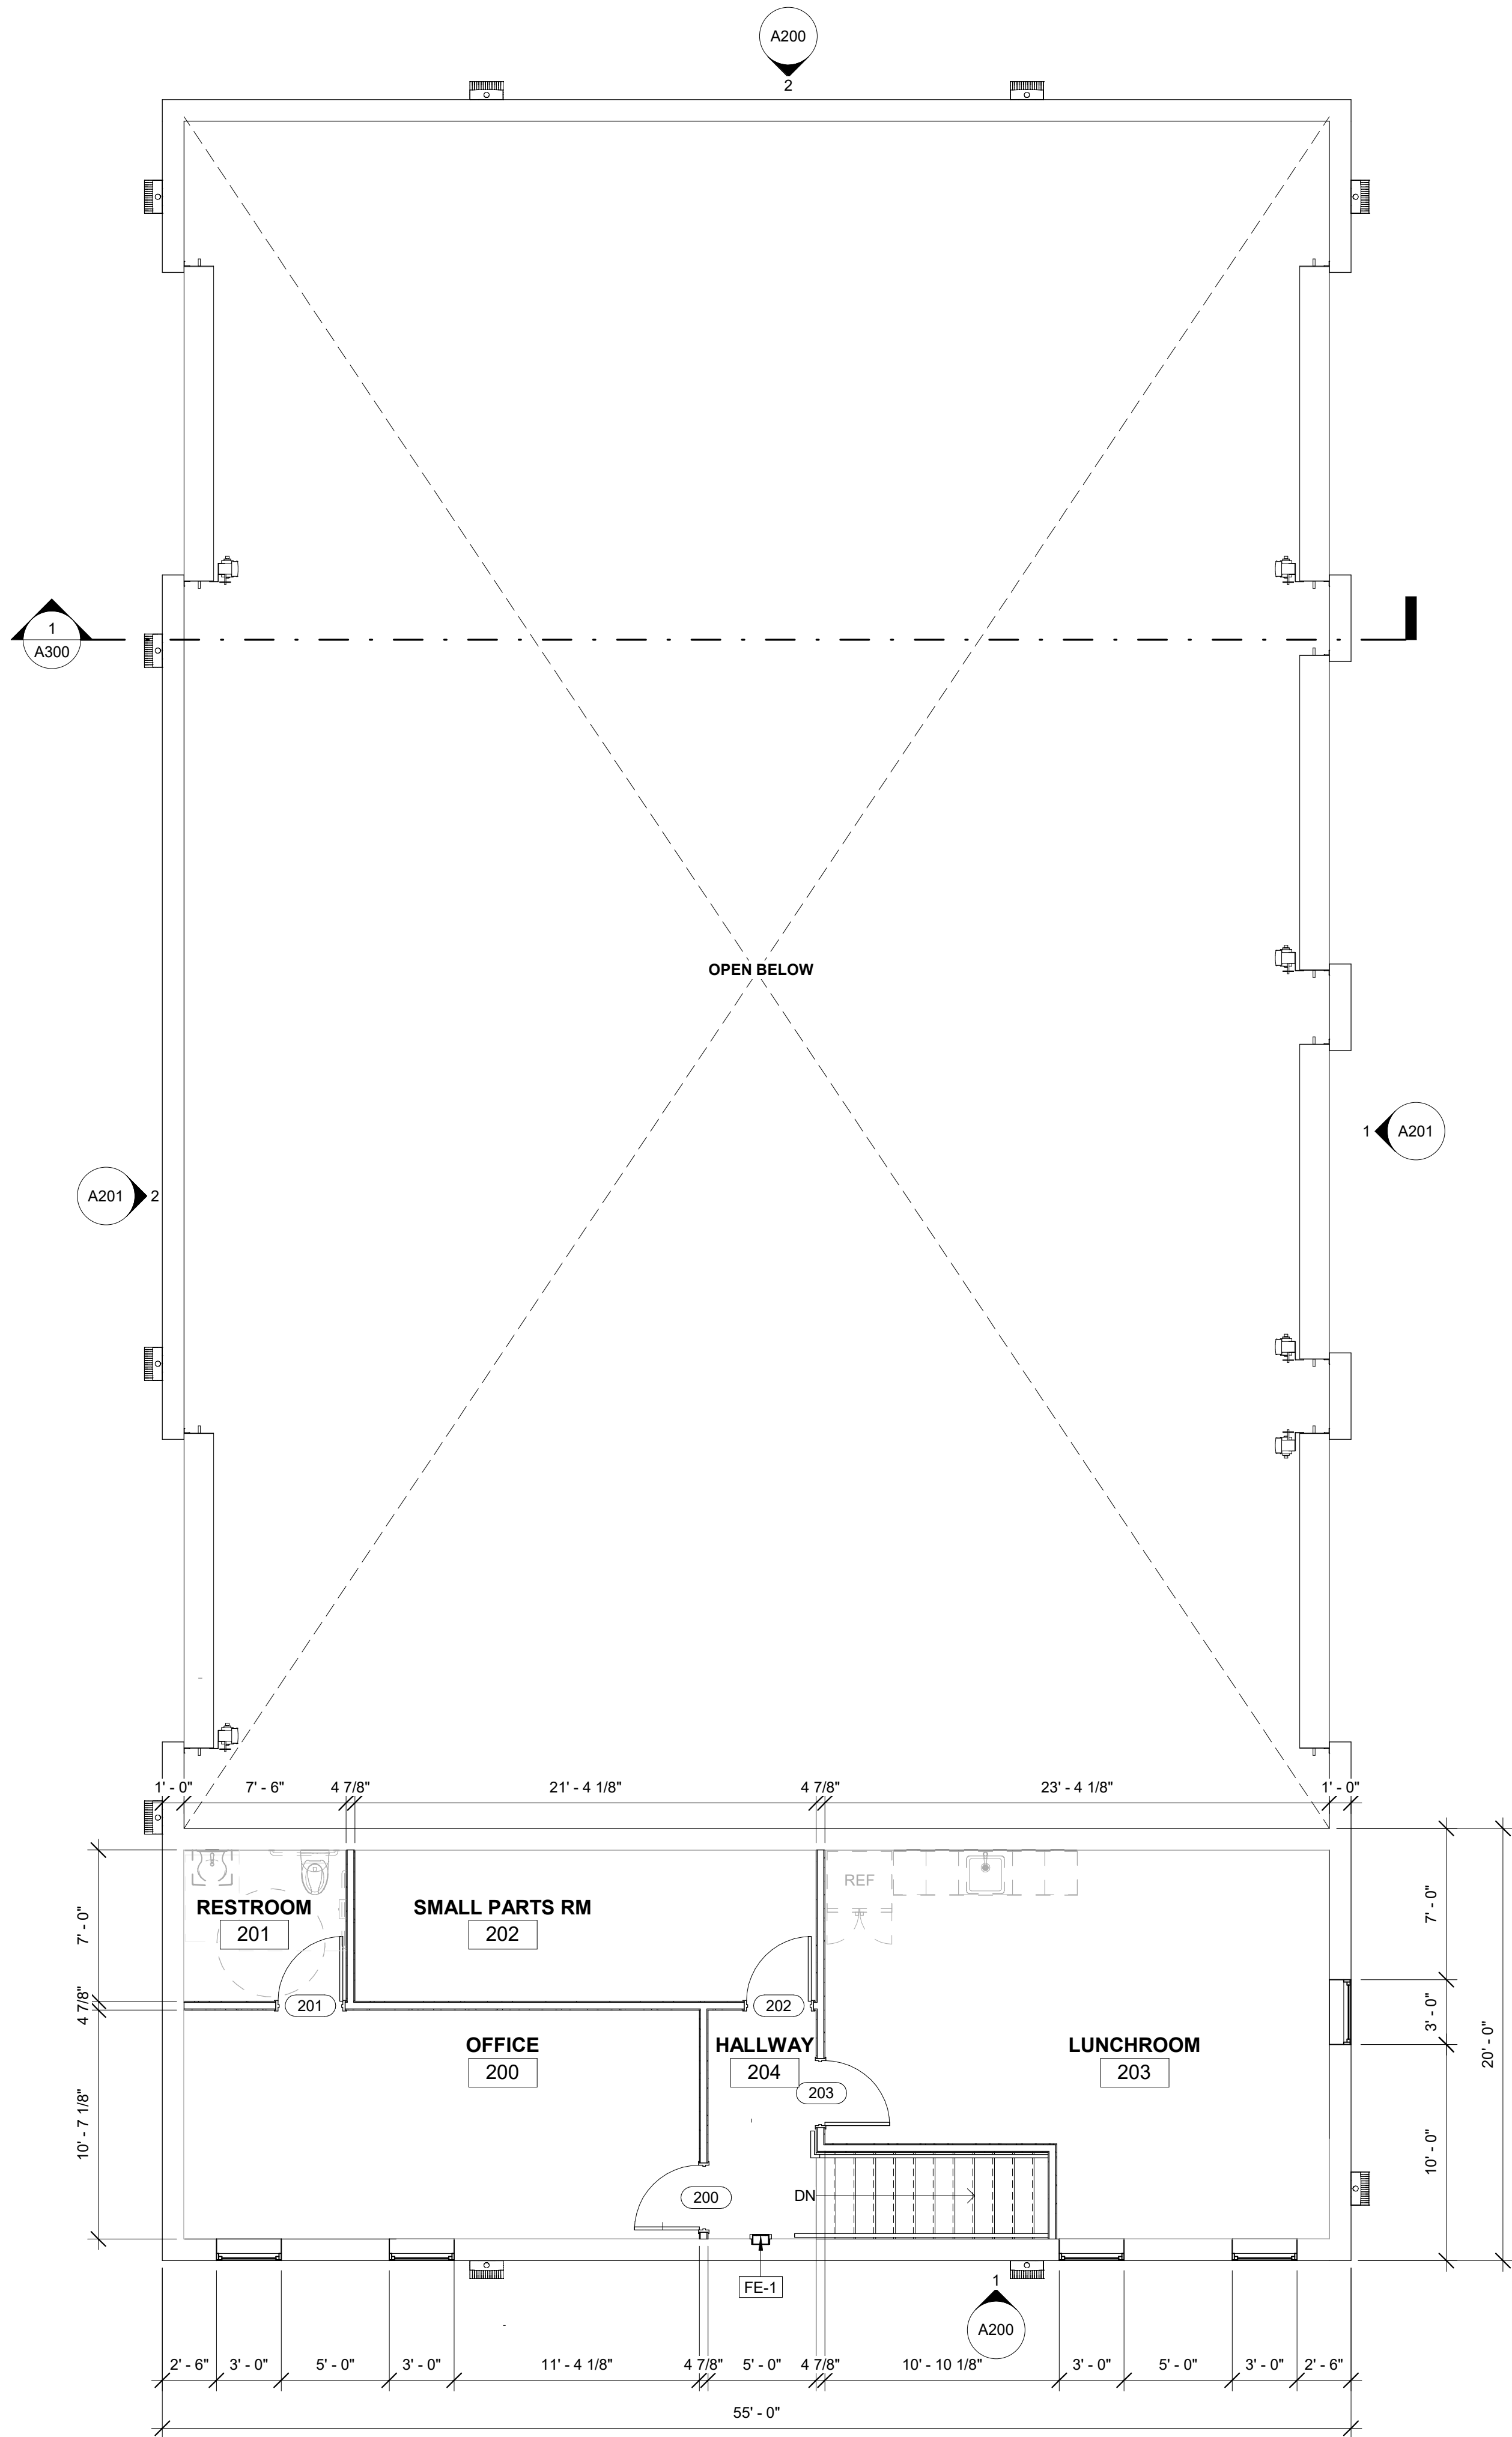 A200
2
1
A300
OPEN BELOW
1
A201
A201
2
1' - 0"
7' - 6"
4 7/8"
21' - 4 1/8"
4 7/8"
23' - 4 1/8"
1' - 0"
REF
RESTROOM
201
SMALL PARTS RM
202
7' - 0"
7' - 0"
4 7/8"
201
202
3' - 0"
20' - 0"
OFFICE
200
HALLWAY
204
LUNCHROOM
203
203
10' - 7 1/8"
10' - 0"
200
DN
FE-1
1
A200
2' - 6"
3' - 0"
5' - 0"
3' - 0"
11' - 4 1/8"
4 7/8"
5' - 0"
4 7/8"
10' - 10 1/8"
3' - 0"
5' - 0"
3' - 0"
2' - 6"
55' - 0"